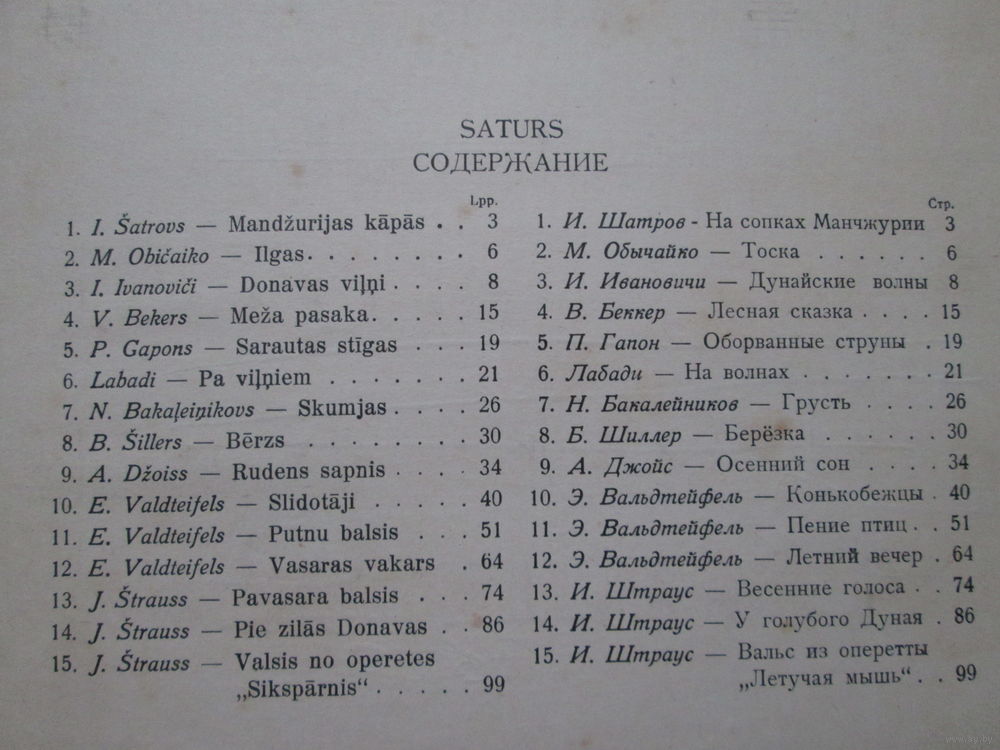 SATURS
СОДЕРЖАНИЕ
Lpp.
1. I. Šatrovs — Mandžurijas kāpās . . 3
2. M. Običaiko — Ilgas. . . . . . . . 6
3. I. Ivanoviči — Donavas viļņi . . . . 8
4. V. Bekers — Meža pasaka. . . . . 15
5. P. Gapons — Sarautas stīgas . . . 19
6. Labadi — Pa viļņiem . . . . . . . 21
7. N. Bakaļeiņikovs — Skumjas . . . . 26
8. B. Šillers — Bērzs . . . . . . . 30
9. A. Džoiss — Rudens sapnis . . . . 34
10. E. Valdteifels — Slidotāji . . . . 40
11. E. Valdteifels — Putnu balsis . . . 51
12. E. Valdteifels — Vasaras vakars . 64
13. J. Štrauss — Pavasara balsis . . . 74
14. J. Štrauss — Pie zilās Donavas . . 86
15. J. Štrauss — Valsis no operetes
„Sikspārnis“ . . . . . 99
Стр.
1. И. Шатров - На сопках Манчжурии 3
2. М. Обычайко — Тоска . . . . . . 6
3. И. Ивановичи — Дунайские волны 8
4. В. Беккер — Лесная сказка . . . . 15
5. П. Гапон — Оборванные струны . 19
6. Лабади — На волнах . . . . . . . 21
7. Н. Бакалейников — Грусть . . . . 26
8. Б. Шиллер — Берёзка . . . . . . 30
9. А. Джойс — Осенний сон . . . . 34
10. Э. Вальдтейфель — Конькобежцы . 40
11. Э. Вальдтейфель — Пение птиц . . 51
12. Э. Вальдтейфель — Летний вечер . 64
13. И. Штраус — Весенние голоса . . 74
14. И. Штраус — У голубого Дуная . 86
15. И. Штраус — Вальс из оперетты
„Летучая мышь“ . . 99
www.ay.by